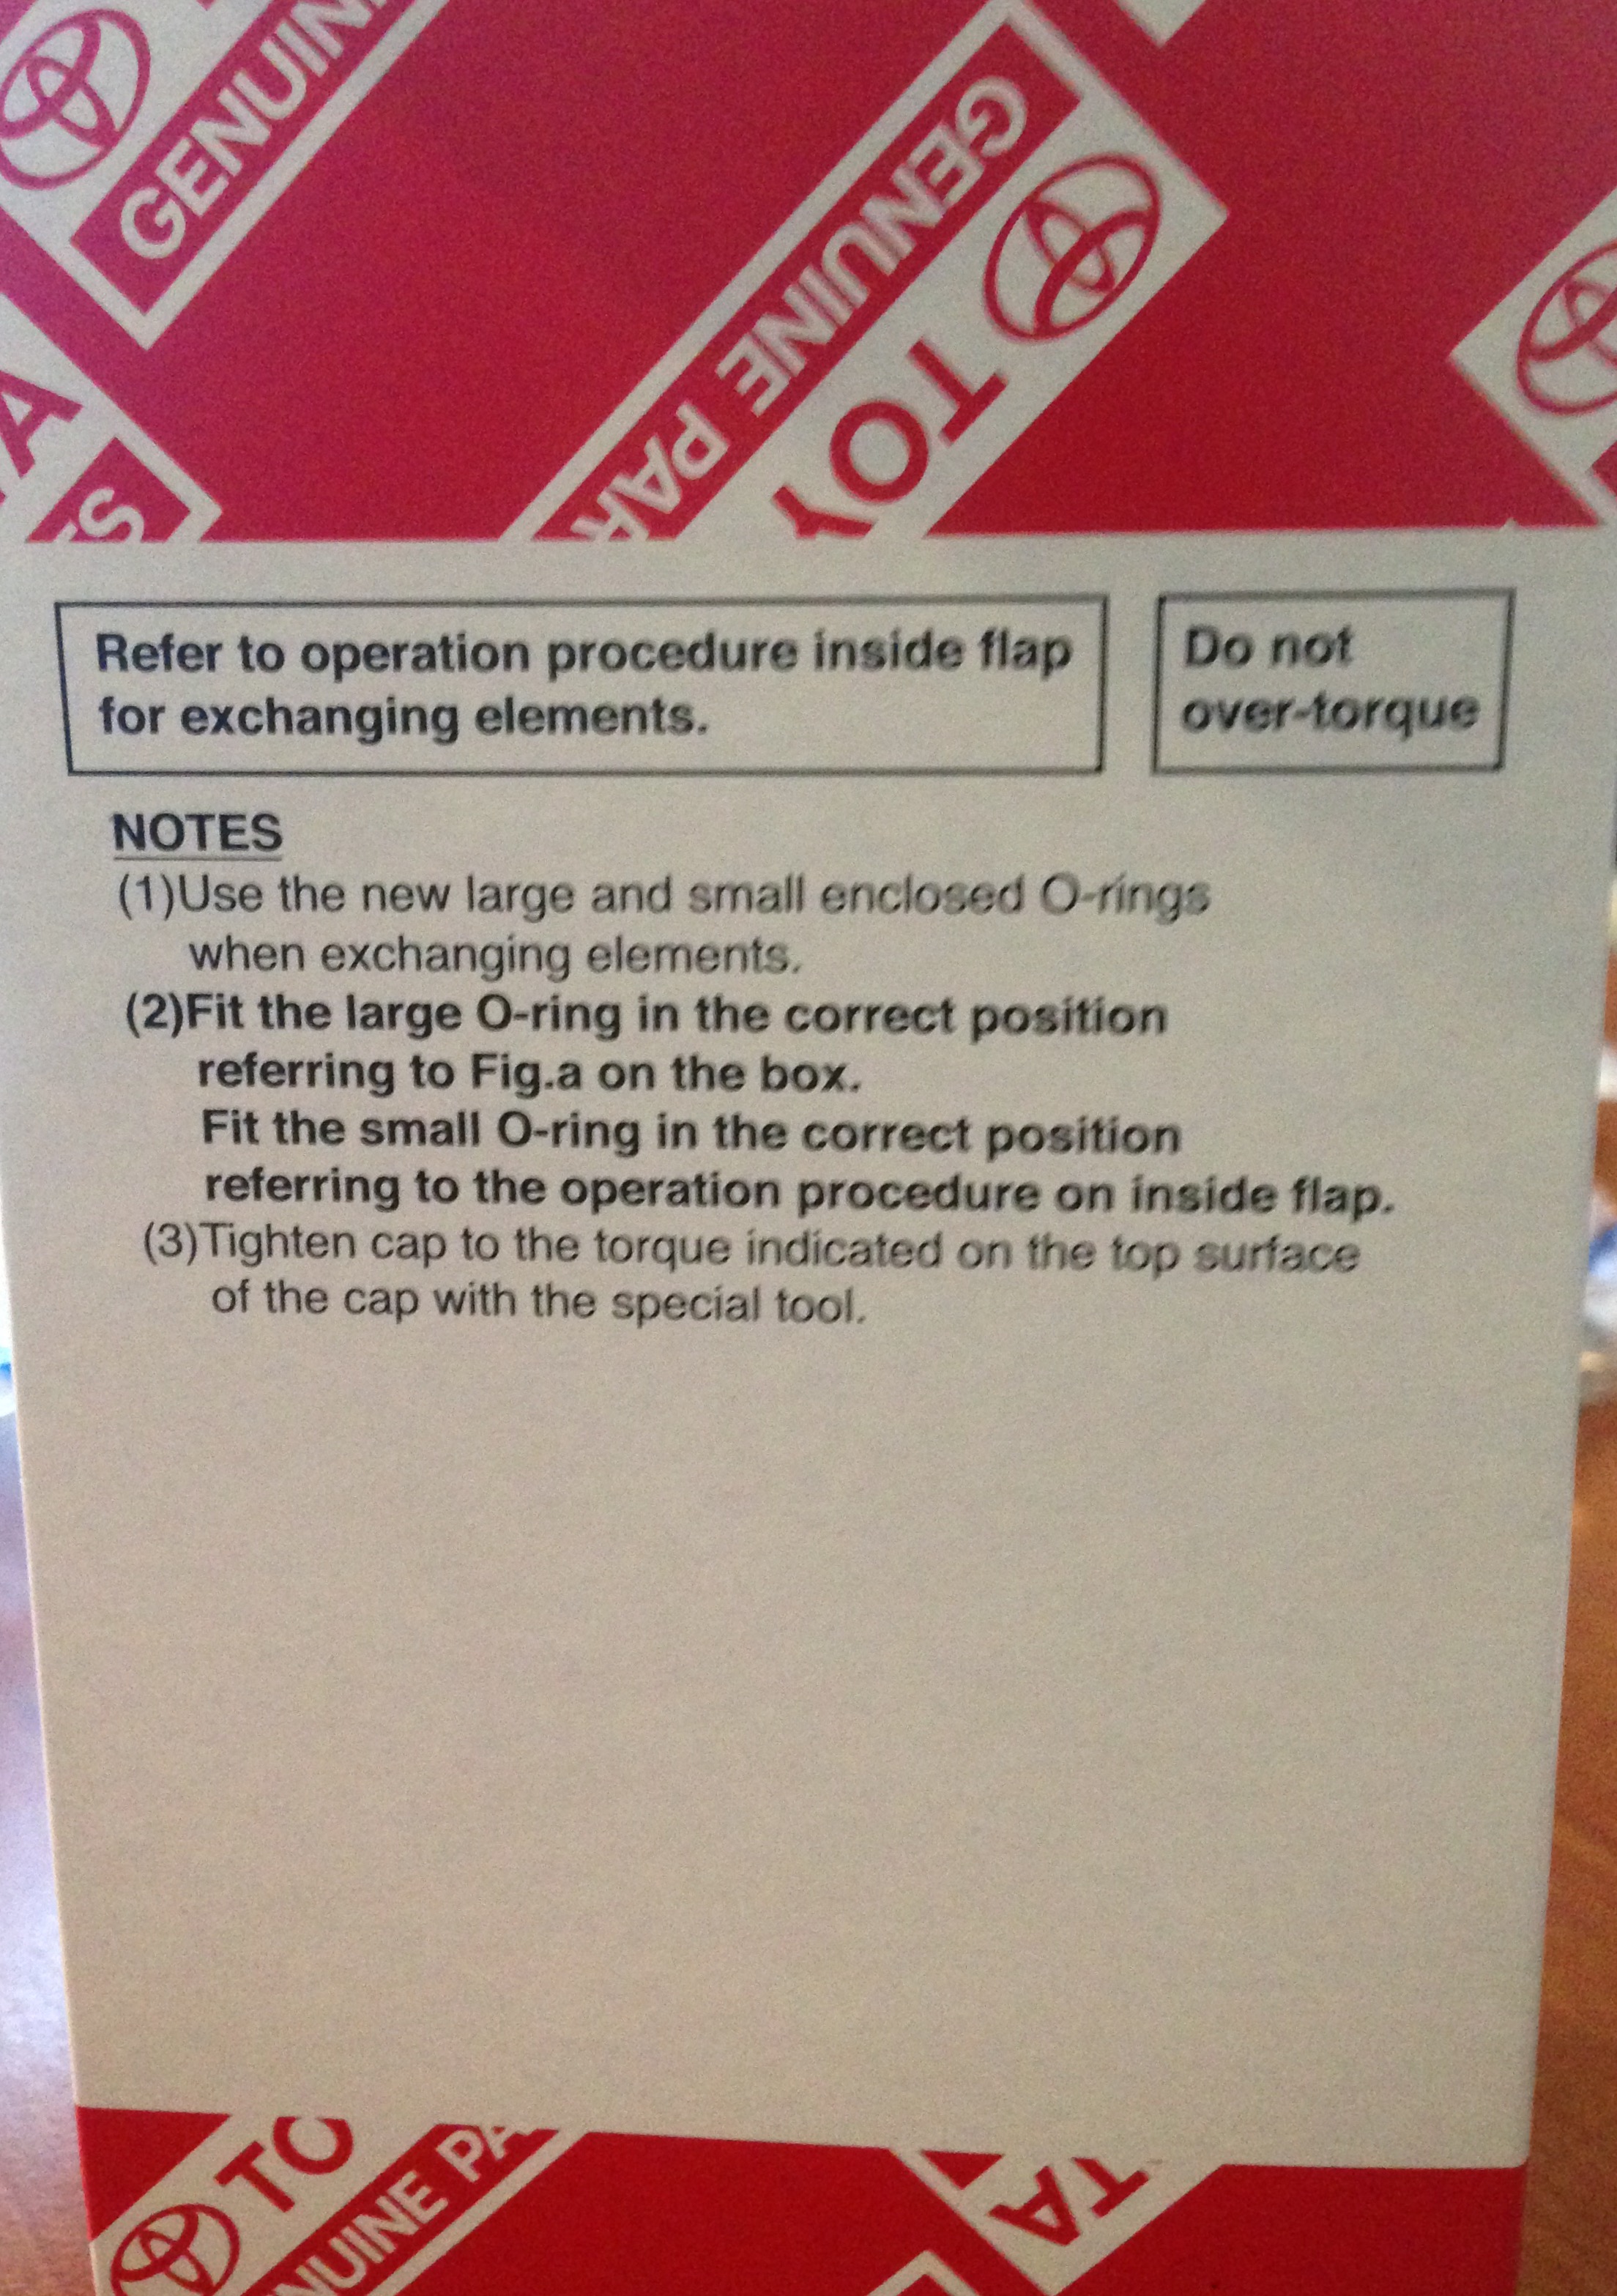 GENUIN
GENUINE PAR
TOY
A
S
Refer to operation procedure inside flap
for exchanging elements.
Do not
over-torque
NOTES
(1)Use the new large and small enclosed O-rings
when exchanging elements.
(2)Fit the large O-ring in the correct position
referring to Fig.a on the box.
Fit the small O-ring in the correct position
referring to the operation procedure on inside flap.
(3)Tighten cap to the torque indicated on the top surface
of the cap with the special tool.
TO
NUINE PA
TA